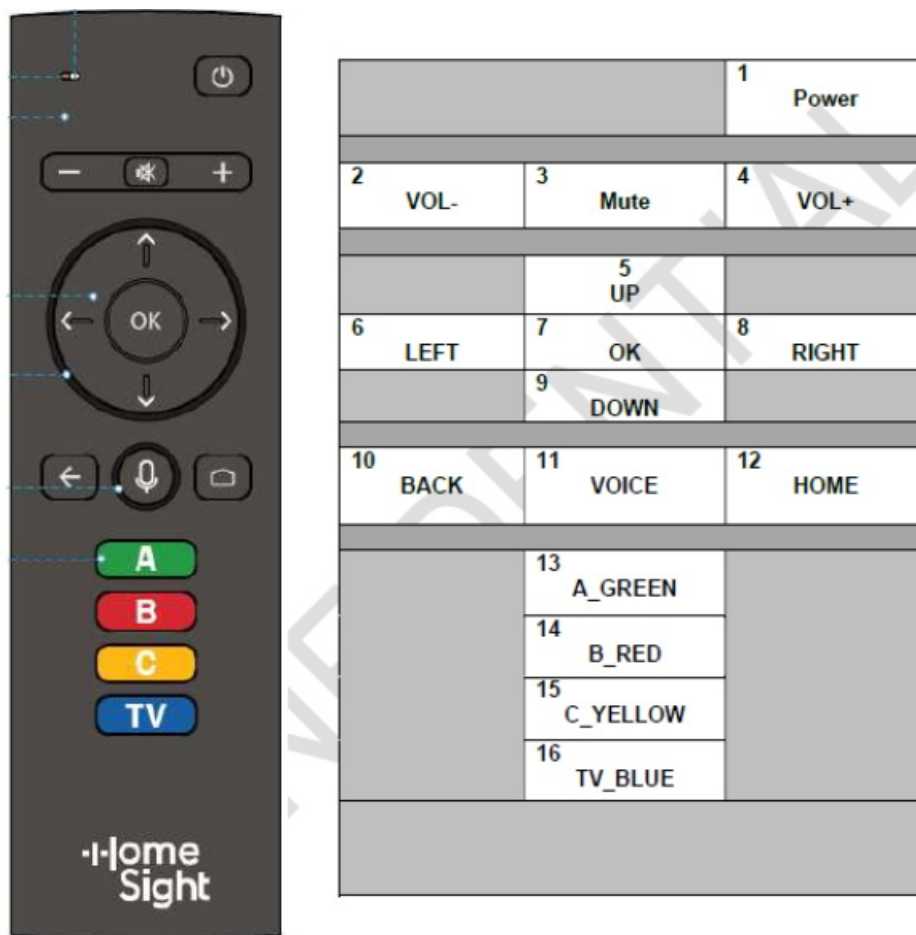 OK
A
B
C
TV
Home
Sight
1
Power
2
VOL-
3
Mute
4
VOL+
5
UP
6
LEFT
7
OK
8
RIGHT
9
DOWN
10
BACK
11
VOICE
12
HOME
13
A_GREEN
14
B_RED
15
C_YELLOW
16
TV_BLUE